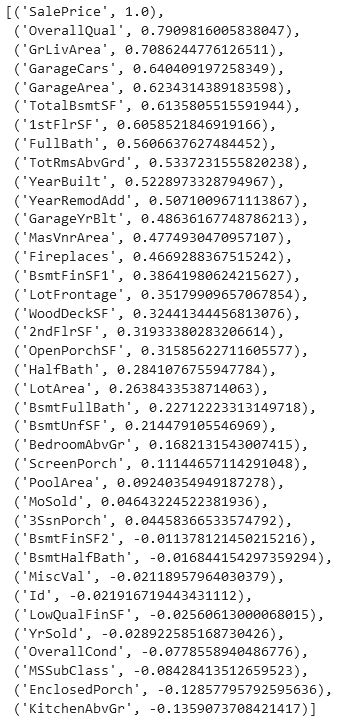 [('SalePrice', 1.0),
('OverallQual', 0.7909816005838047),
('GrLivArea', 0.7086244776126511),
('GarageCars', 0.640409197258349),
('GarageArea', 0.6234314389183598),
('TotalBsmtSF', 0.6135805515591944),
('1stFlrSF', 0.6058521846919166),
('FullBath', 0.5606637627484452),
('TotRmsAbvGrd', 0.5337231555820238),
('YearBuilt', 0.5228973328794967),
('YearRemodAdd', 0.5071009671113867),
('GarageYrBlt', 0.48636167748786213),
('MasVnrArea', 0.4774930470957107),
('Fireplaces', 0.4669288367515242),
('BsmtFinSF1', 0.38641980624215627),
('LotFrontage', 0.35179909657067854),
('WoodDeckSF', 0.32441344456813076),
('2ndFlrSF', 0.31933380283206614),
('OpenPorchSF', 0.31585622711605577),
('HalfBath', 0.2841076755947784),
('LotArea', 0.2638433538714063),
('BsmtFullBath', 0.22712223313149718),
('BsmtUnfSF', 0.214479105546969),
('BedroomAbvGr', 0.1682131543007415),
('ScreenPorch', 0.11144657114291048),
('PoolArea', 0.09240354949187278),
('MoSold', 0.04643224522381936),
('3SsnPorch', 0.04458366533574792),
('BsmtFinSF2', -0.011378121450215216),
('BsmtHalfBath', -0.016844154297359294),
('MiscVal', -0.02118957964030379),
('Id', -0.021916719443431112),
('LowQualFinSF', -0.02560613000068015),
('YrSold', -0.028922585168730426),
('OverallCond', -0.0778558940486776),
('MSSubClass', -0.08428413512659523),
('EnclosedPorch', -0.12857795792595636),
('KitchenAbvGr', -0.1359073708421417)]